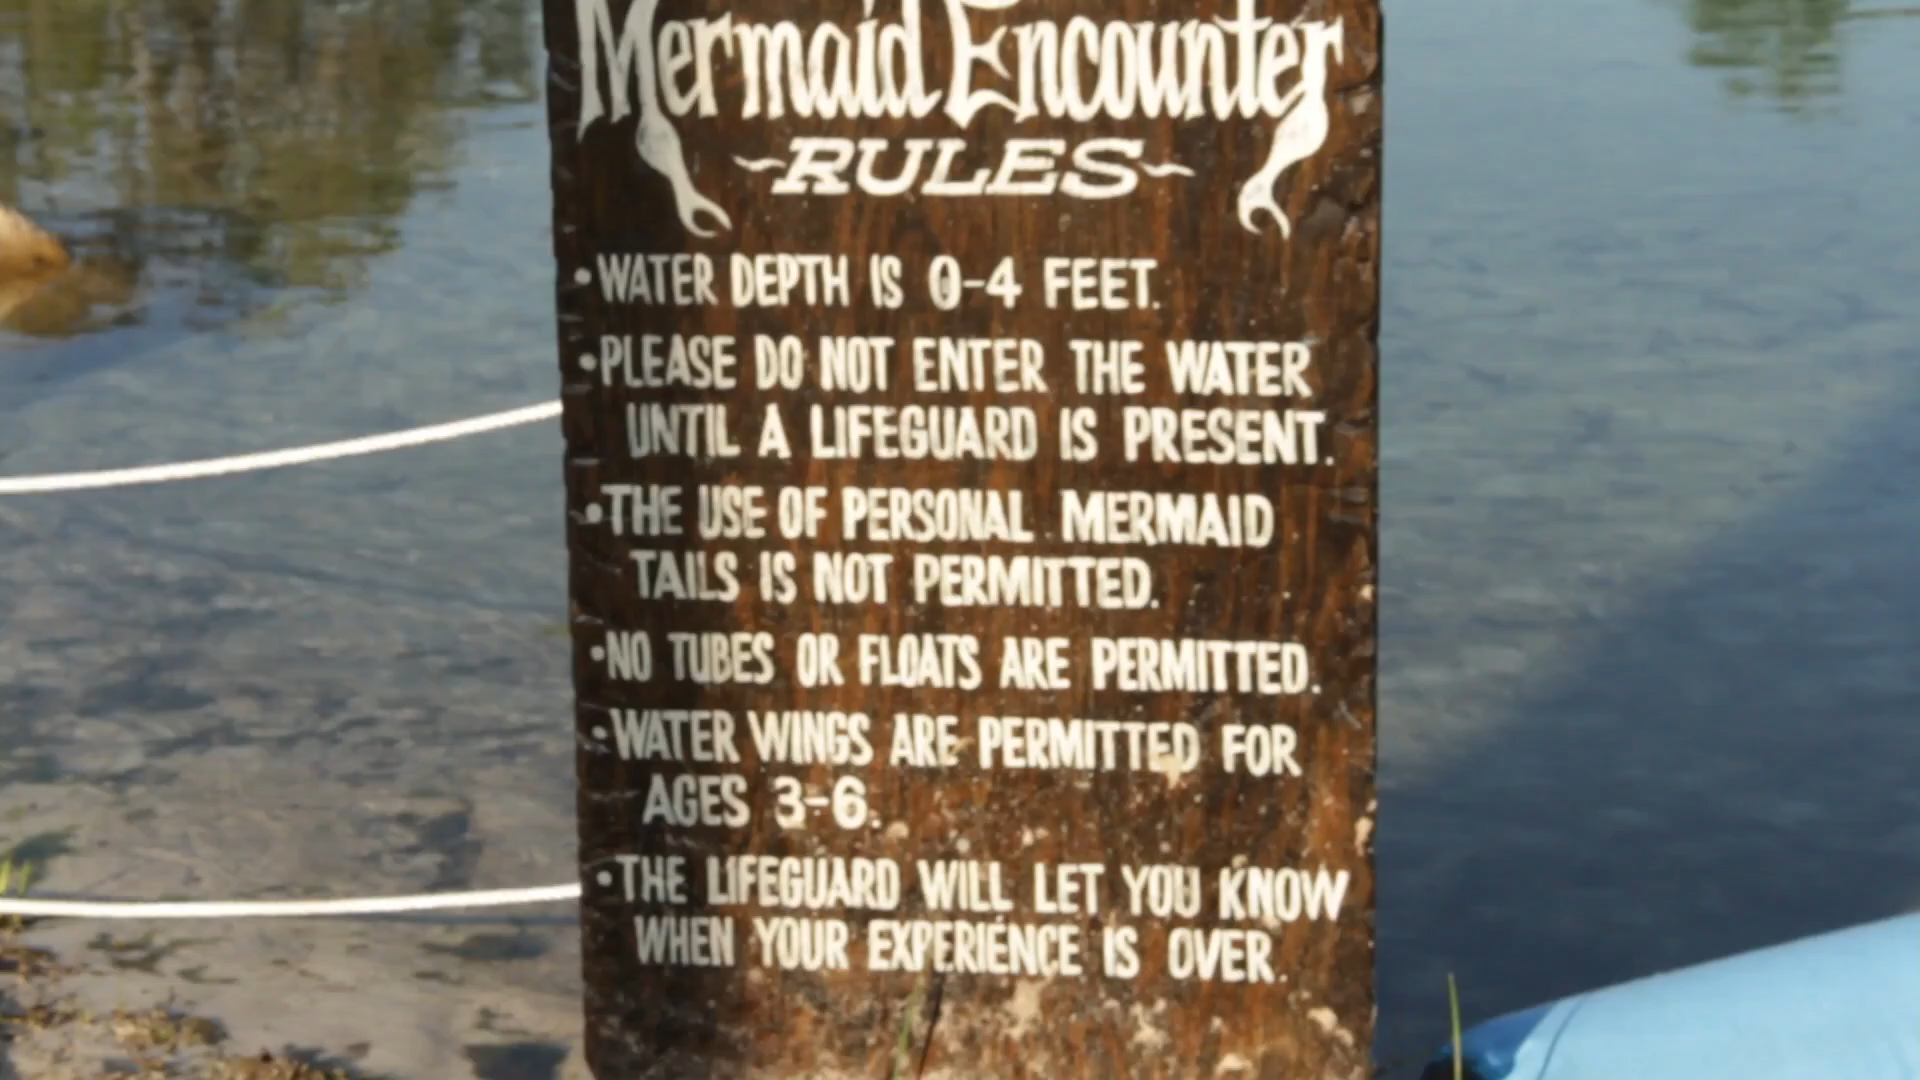 Mermaid Encounter
~RULES~
•WATER DEPTH IS 0-4 FEET.
•PLEASE DO NOT ENTER THE WATER
UNTIL A LIFEGUARD IS PRESENT.
•THE USE OF PERSONAL MERMAID
TAILS IS NOT PERMITTED.
•NO TUBES OR FLOATS ARE PERMITTED.
•WATER WINGS ARE PERMITTED FOR
AGES 3-6.
•THE LIFEGUARD WILL LET YOU KNOW
WHEN YOUR EXPERIENCE IS OVER.